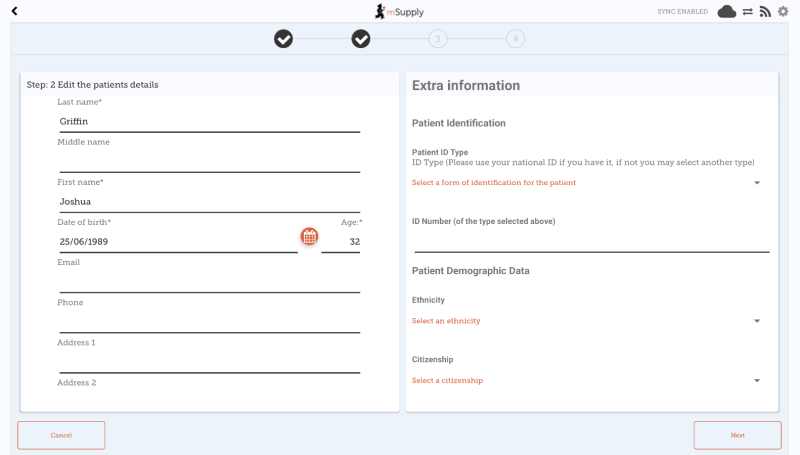 mSupply
SYNC ENABLED
3
4
Step: 2 Edit the patients details
Last name*
Griffin
Middle name
First name*
Joshua
Date of birth*
Age:*
25/06/1989
32
Email
Phone
Address 1
Address 2
Extra information
Patient Identification
Patient ID Type
ID Type (Please use your national ID if you have it, if not you may select another type)
Select a form of identification for the patient
ID Number (of the type selected above)
Patient Demographic Data
Ethnicity
Select an ethnicity
Citizenship
Select a citizenship
Cancel
Next